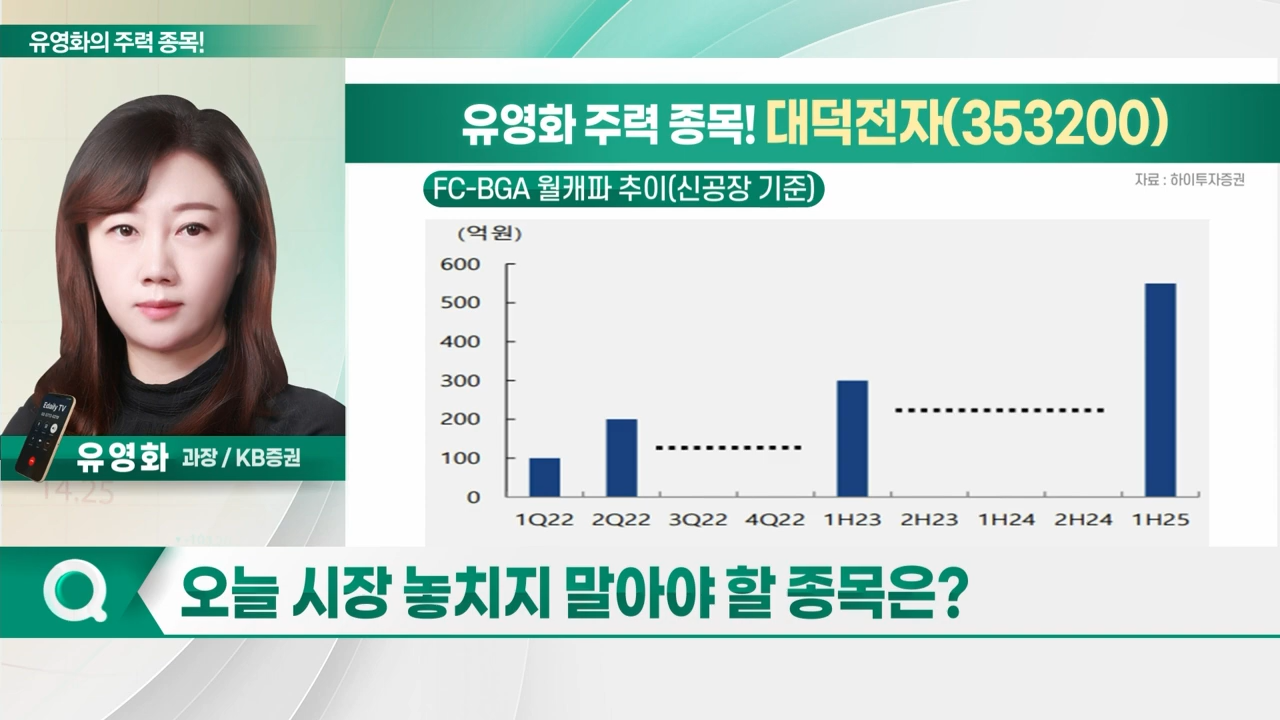 유영화의 주력 종목!
유영화 주력 종목! 대덕전자(353200)
FC-BGA 월캐파 추이(신공장 기준)
자료 : 하이투자증권
(억원)
600
500
400
300
200
100
0
1Q22 2Q22 3Q22 4Q22 1H23 2H23 1H24 2H24 1H25
Edaily TV
유영화 과장 / KB증권
14.25
오늘 시장 놓치지 말아야 할 종목은?